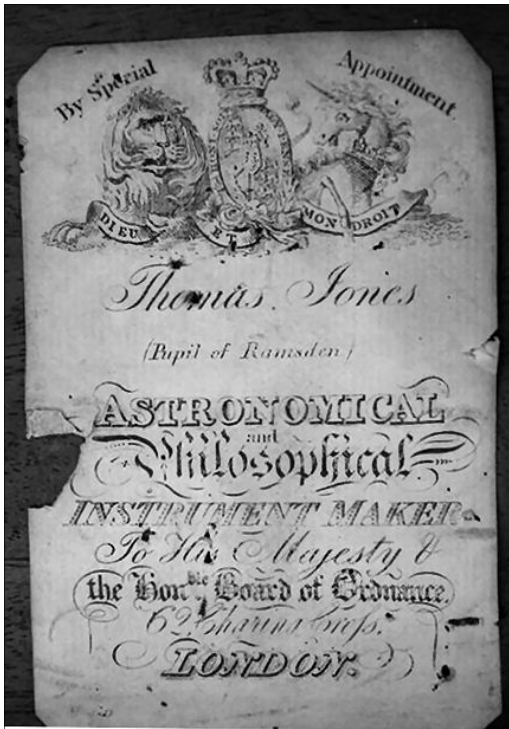 By Special Appointment
DIEU ET MON DROIT
Thomas Jones
(Pupil of Ramsden)
ASTRONOMICAL
and
Philosophical
INSTRUMENT MAKER
To His Majesty &
the Honble Board of Ordnance.
62 Charing Cross.
LONDON.